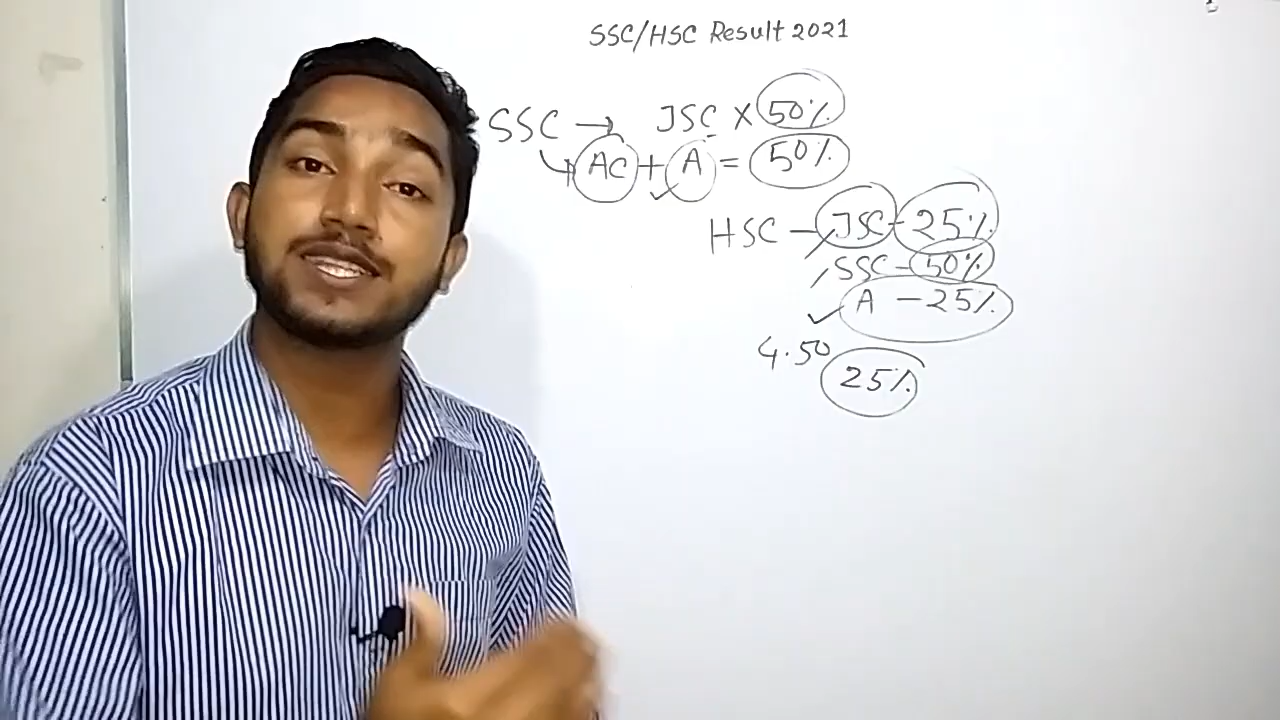 SSC/HSC Result 2021
SSC → JSC × 50%
↳ AC + A = 50%
HSC – JSC – 25%
SSC – 50%
A – 25%
4.50
25%